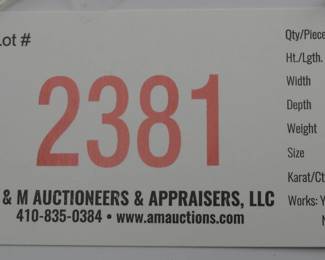 Lot #
2381
& M AUCTIONEERS & APPRAISERS, LLC
410-835-0384 • www.amauctions.com
Qty/Piece
Ht./Lgth.
Width
Depth
Weight
Size
Karat/Ct
Works: Y